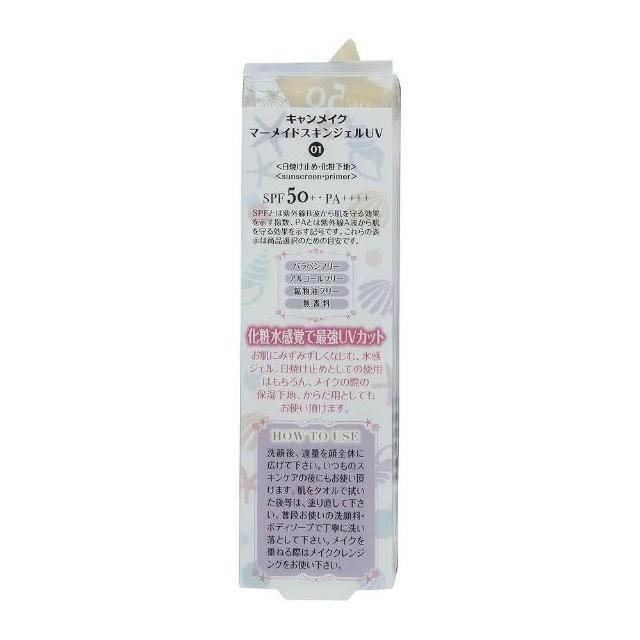 50
キャンメイク
マーメイドスキンジェルUV
01
<日焼け止め・化粧下地>
<sunscreen・primer>
SPF50+・PA++++
SPFとは紫外線B波から肌を守る効果
を示す指数、PAとは紫外線A波から肌
を守る効果を示す記号です。これらの表
示は商品選択のための目安です。
パラベンフリー
アルコールフリー
鉱物油フリー
無香料
化粧水感覚で最強UVカット
お肌にみずみずしくなじむ、水感
ジェル。日焼け止めとしての使用
はもちろん、メイクの際の
保湿下地、からだ用としても
お使い頂けます。
HOW TO USE
洗顔後、適量を顔全体に
広げて下さい。いつものス
キンケアの後にもお使い頂
けます。肌をタオルで拭い
た後等は、塗り直して下さ
い。普段お使いの洗顔料・
ボディソープで丁寧に洗い
落として下さい。メイクを
重ねる際はメイククレンジ
ングをお使い下さい。